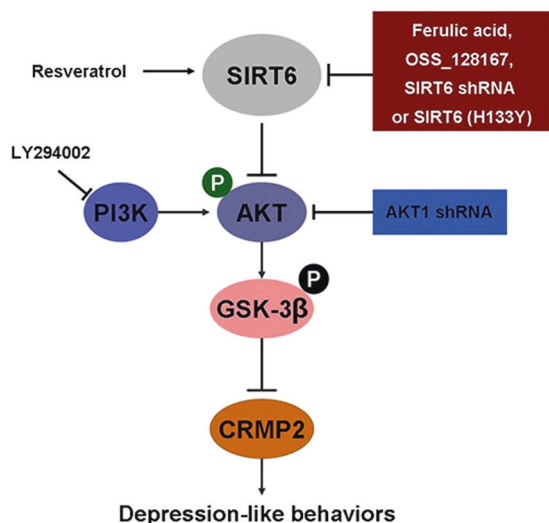 Ferulic acid,
OSS_128167,
SIRT6 shRNA
or SIRT6 (H133Y)
Resveratrol
SIRT6
LY294002
P
PI3K
AKT
AKT1 shRNA
P
GSK-3β
CRMP2
Depression-like behaviors